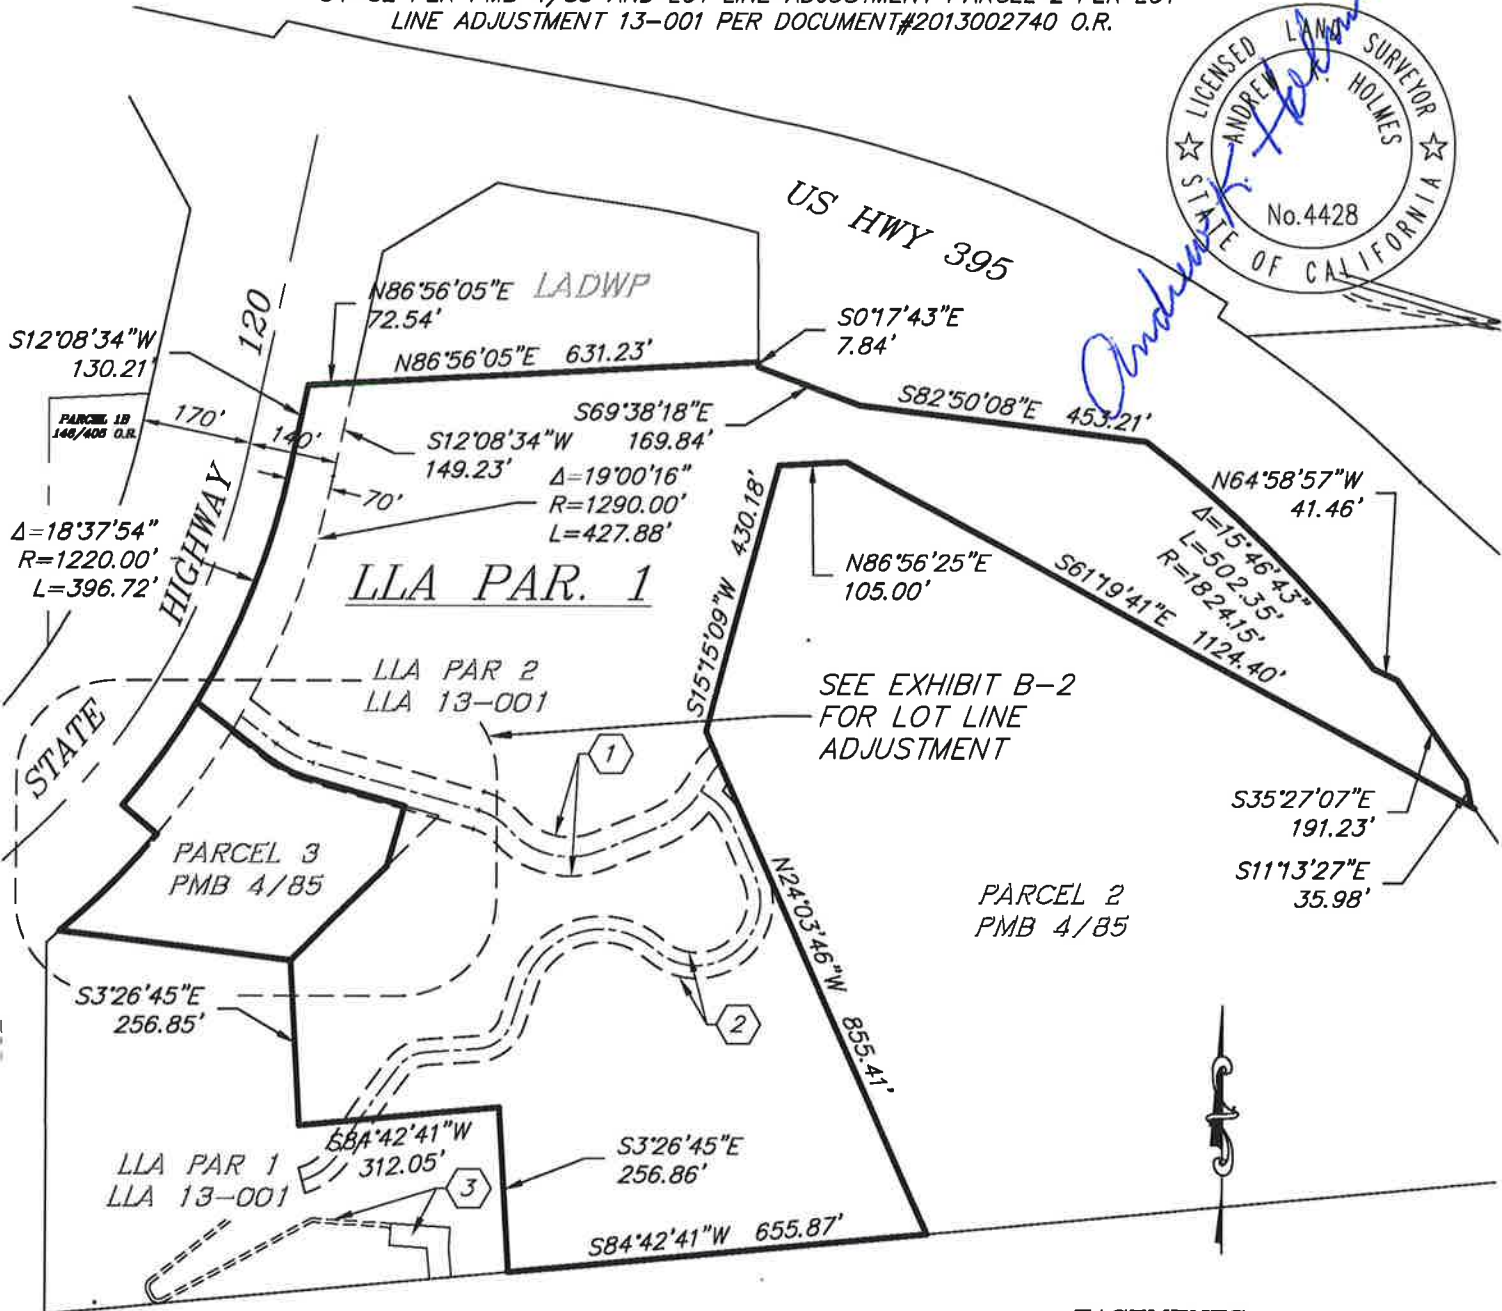 LINE ADJUSTMENT 13-001 PER DOCUMENT#2013002740 O.R.
LICENSED LAND SURVEYOR
ANDREW K. HOLMES
No.4428
STATE OF CALIFORNIA
Andrew K. Holmes
US HWY 395
N86°56'05"E
72.54'
LADWP
S12°08'34"W
130.21'
120
N86°56'05"E 631.23'
S0°17'43"E
7.84'
PARCEL 1B
146/405 O.R.
170'
140'
70'
S12°08'34"W
149.23'
S69°38'18"E
169.84'
S82°50'08"E 453.21'
Δ=19°00'16"
R=1290.00'
L=427.88'
N64°58'57"W
41.46'
Δ=18°37'54"
R=1220.00'
L=396.72'
HIGHWAY
STATE
LLA PAR. 1
S15°15'09"W 430.18'
N86°56'25"E
105.00'
S61°19'41"E 1124.40'
Δ=15°46'43"
L=502.35'
R=1824.15'
LLA PAR 2
LLA 13-001
SEE EXHIBIT B-2
FOR LOT LINE
ADJUSTMENT
1
S35°27'07"E
191.23'
S11°13'27"E
35.98'
PARCEL 3
PMB 4/85
PARCEL 2
PMB 4/85
N24°03'46"W 855.41'
S3°26'45"E
256.85'
2
S84°42'41"W
312.05'
LLA PAR 1
LLA 13-001
3
S3°26'45"E
256.86'
S84°42'41"W 655.87'